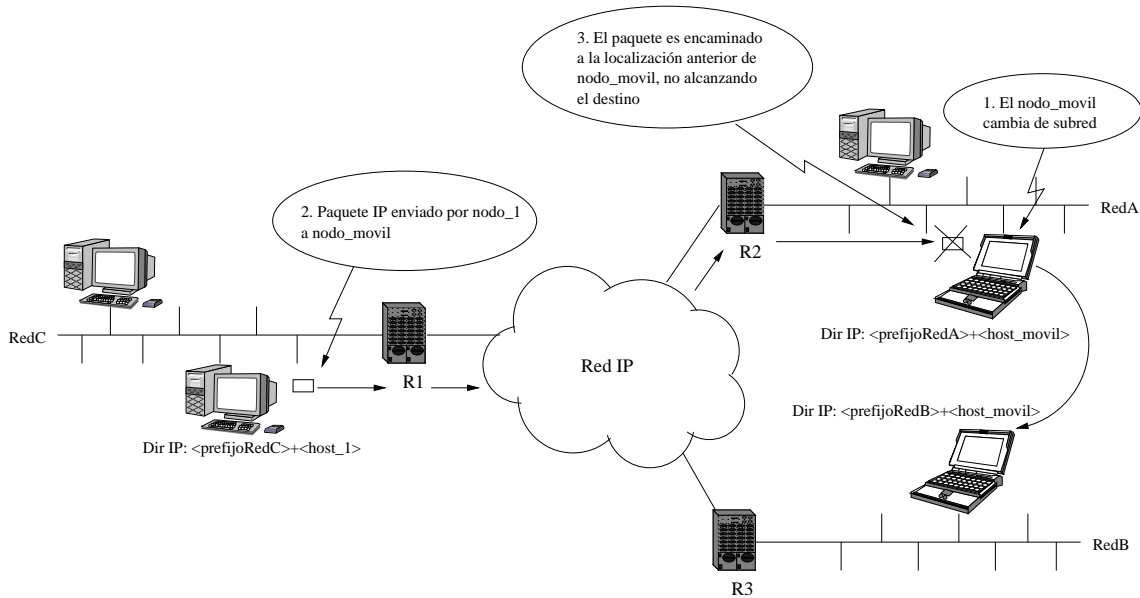 3. El paquete es encaminado
a la localización anterior de
nodo_movil, no alcanzando
el destino
1. El nodo_movil
cambia de subred
2. Paquete IP enviado por nodo_1
a nodo_movil
RedA
R2
RedC
R1
Red IP
Dir IP: <prefijoRedA>+<host_movil>
Dir IP: <prefijoRedB>+<host_movil>
Dir IP: <prefijoRedC>+<host_1>
RedB
R3